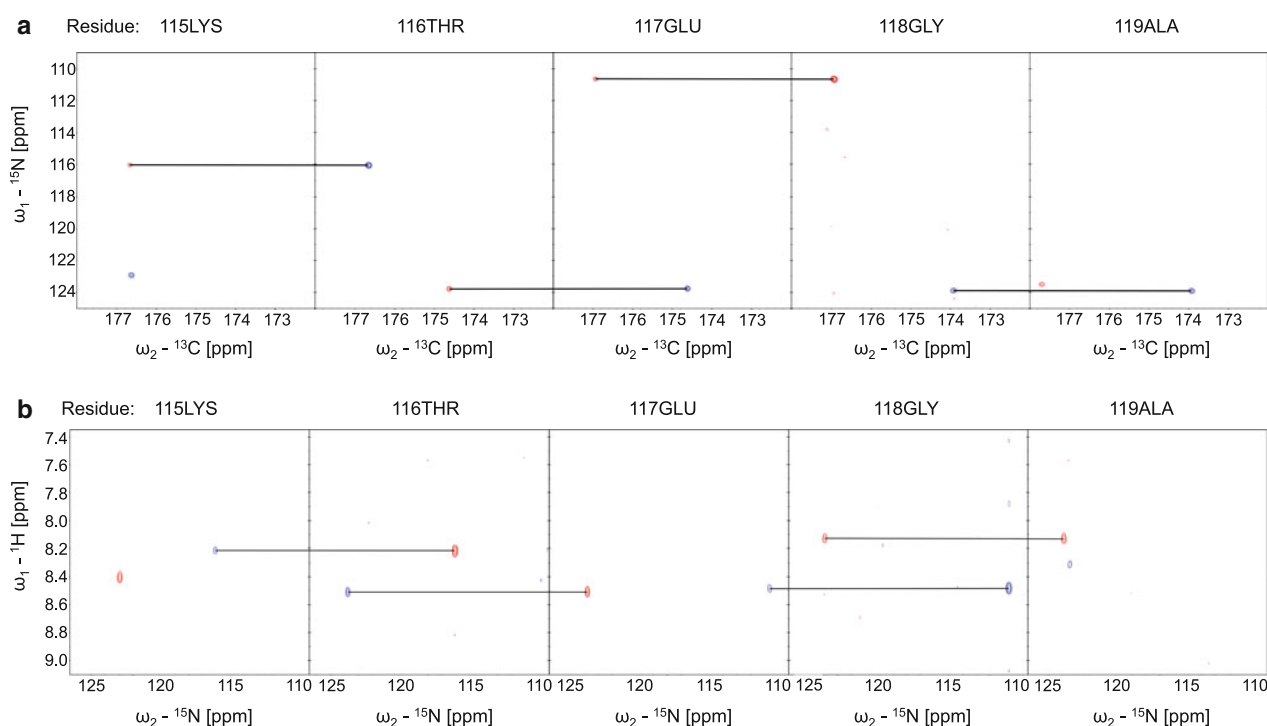 a Residue: 115LYS 116THR 117GLU 118GLY 119ALA
110
112
114
116
118
120
122
124
ω1 - 15N [ppm]
177 176 175 174 173 177 176 175 174 173 177 176 175 174 173 177 176 175 174 173 177 176 175 174 173
ω2 - 13C [ppm] ω2 - 13C [ppm] ω2 - 13C [ppm] ω2 - 13C [ppm] ω2 - 13C [ppm]
b Residue: 115LYS 116THR 117GLU 118GLY 119ALA
7.4
7.6
7.8
8.0
8.2
8.4
8.6
8.8
9.0
ω1 - 1H [ppm]
125 120 115 110 120 115 110 125 120 115 110 125 120 115 110 125 120 115 110
ω2 - 15N [ppm] ω2 - 15N [ppm] ω2 - 15N [ppm] ω2 - 15N [ppm] ω2 - 15N [ppm]